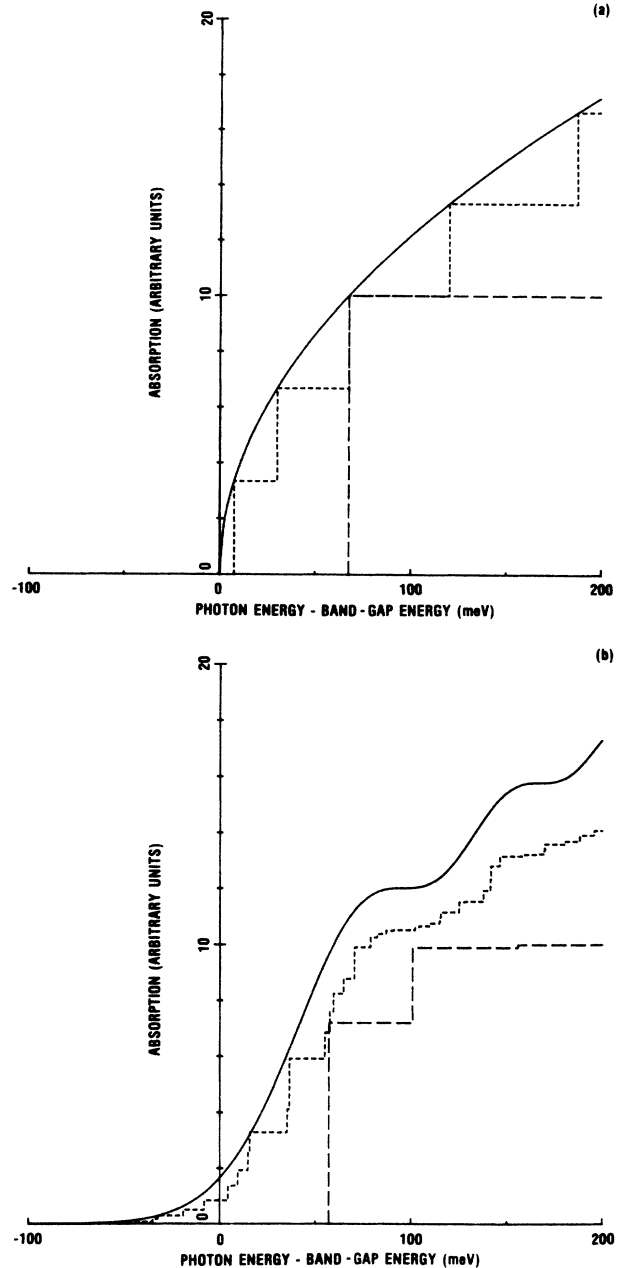 (a)
20
10
0
ABSORPTION (ARBITRARY UNITS)
-100 0 100 200
PHOTON ENERGY - BAND-GAP ENERGY (meV)
(b)
20
10
0
ABSORPTION (ARBITRARY UNITS)
-100 0 100 200
PHOTON ENERGY - BAND-GAP ENERGY (meV)